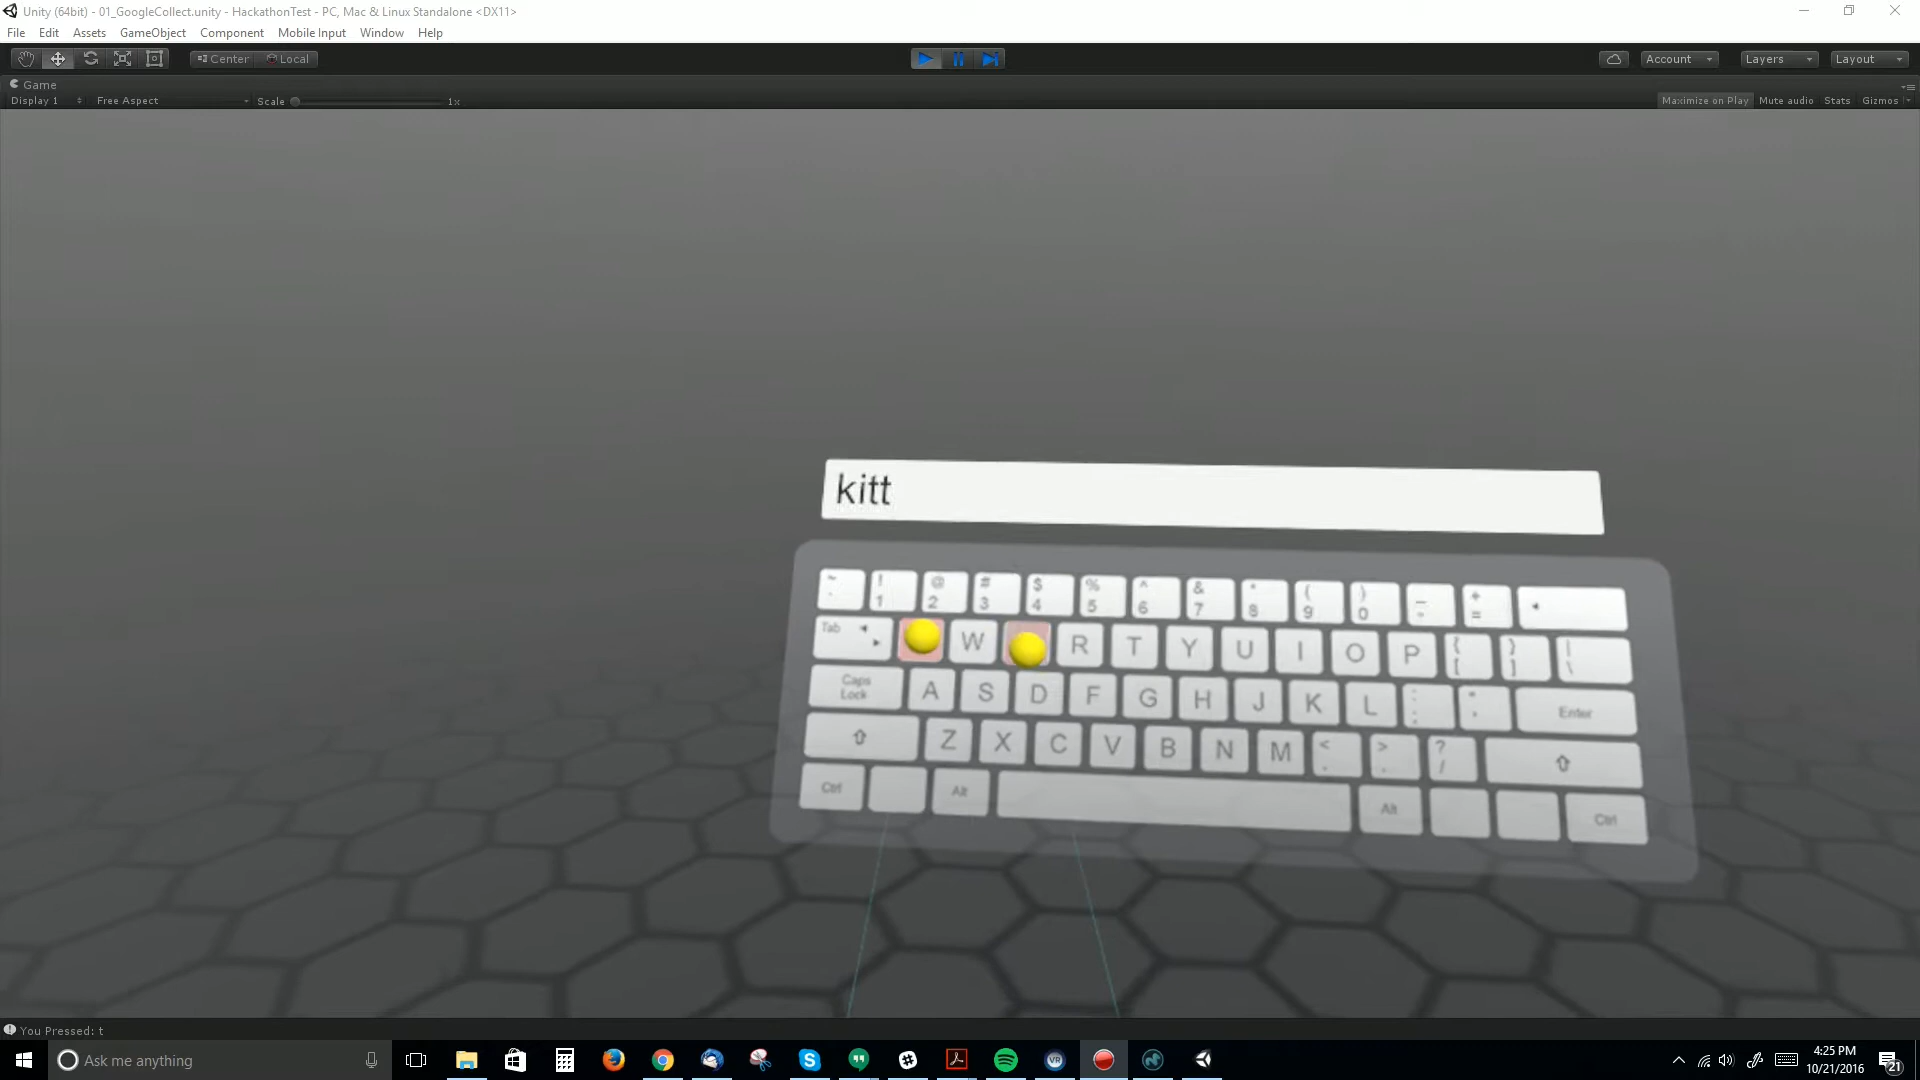 Unity (64bit) - 01_GoogleCollect.unity - HackathonTest - PC, Mac & Linux Standalone <DX11>
File Edit Assets GameObject Component Mobile Input Window Help
Center Local Account Layers Layout
Game
Display 1 Free Aspect Scale 1x Maximize on Play Mute audio Stats Gizmos
kitt
~ ! @ # $ % ^ & * ( ) _ +
1 2 3 4 5 6 7 8 9 0 - =
Tab W R T Y U I O P { [ } ] | \
Caps Lock A S D F G H J K L Enter
Z X C V B N M < > ? /
Ctrl Alt Alt Ctrl
You Pressed: t
Ask me anything
VR
4:25 PM
10/21/2016
21